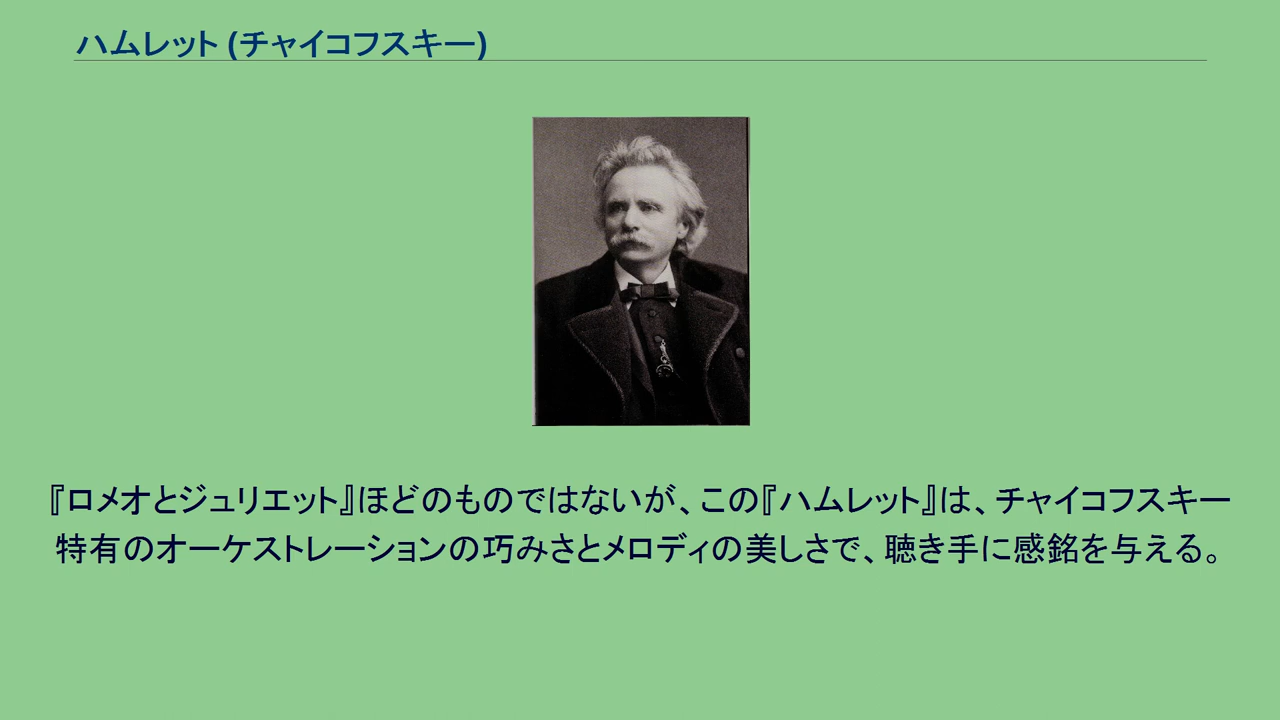 ハムレット (チャイコフスキー)
『ロメオとジュリエット』ほどのものではないが、この『ハムレット』は、チャイコフスキー
特有のオーケストレーションの巧みさとメロディの美しさで、聴き手に感銘を与える。